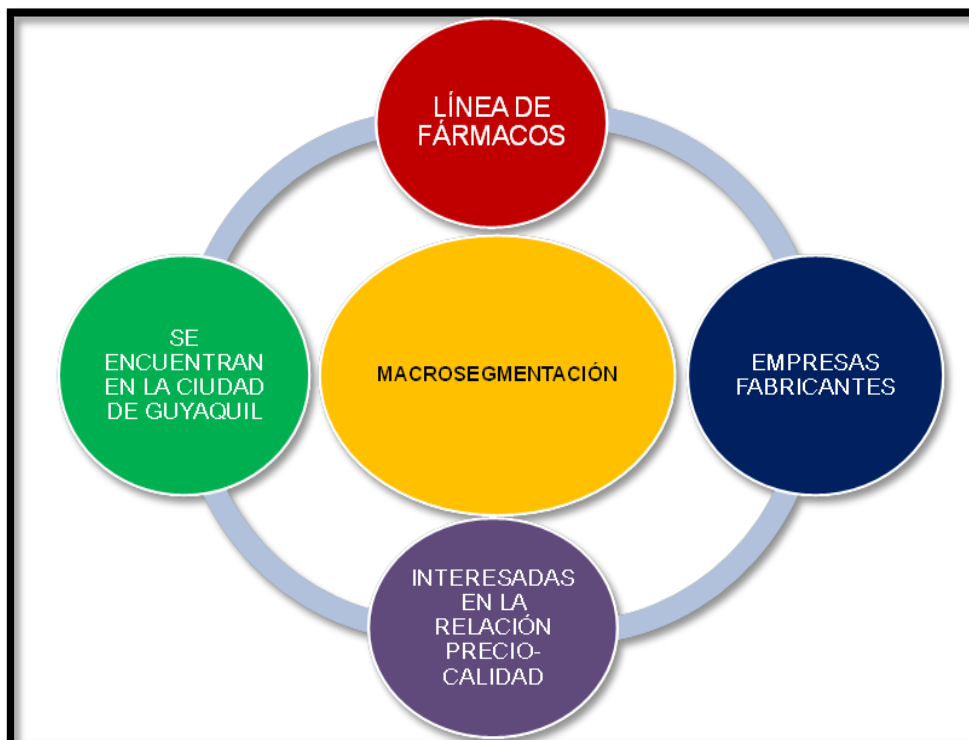 LÍNEA DE
FÁRMACOS
SE
ENCUENTRAN
EN LA CIUDAD
DE GUYAQUIL
MACROSEGMENTACIÓN
EMPRESAS
FABRICANTES
INTERESADAS
EN LA
RELACIÓN
PRECIO-
CALIDAD